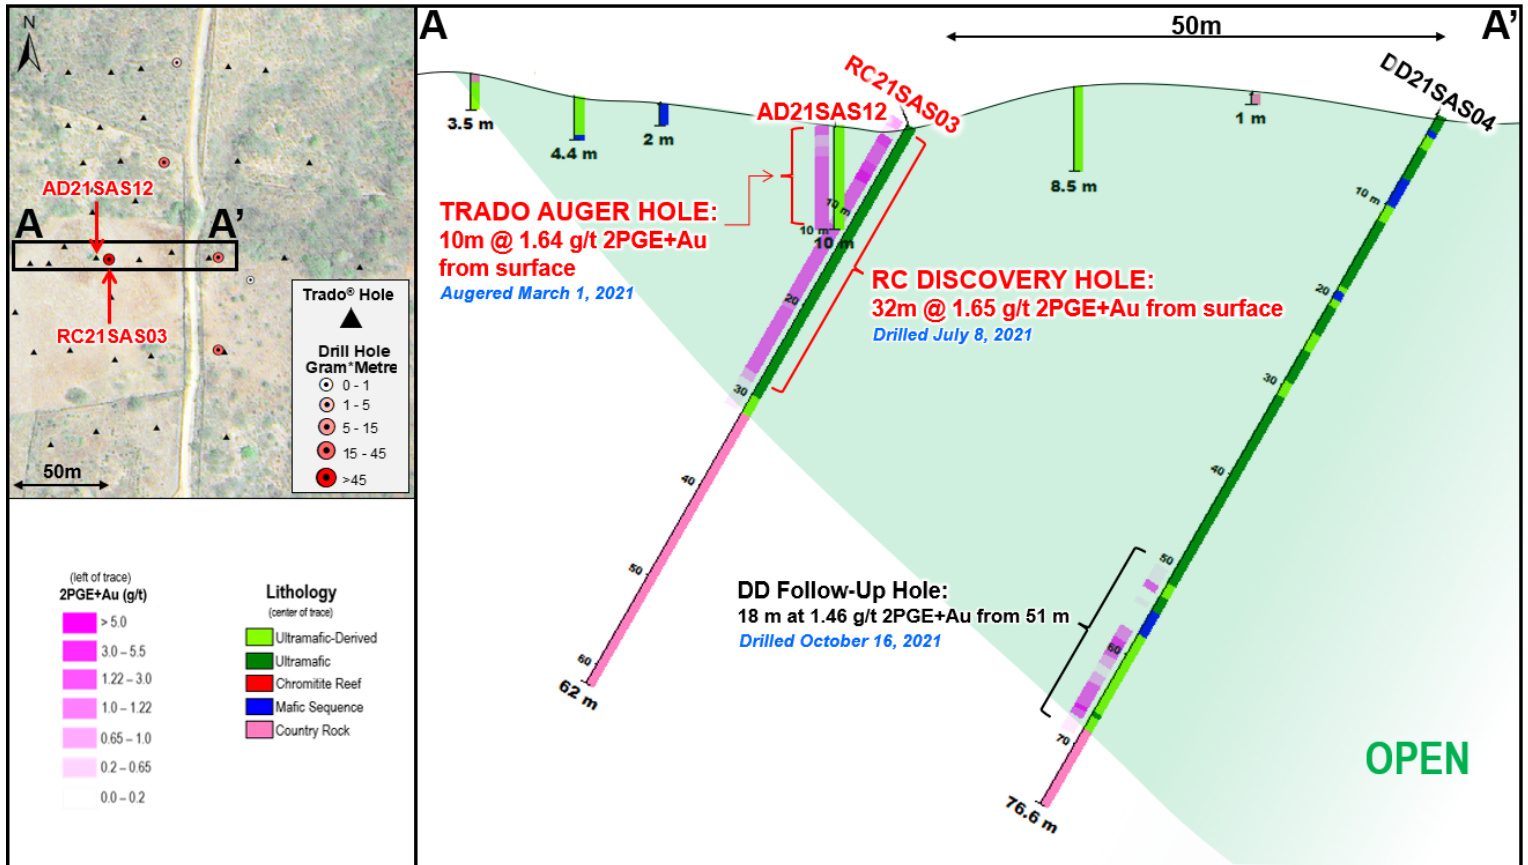 N
AD21SAS12
A
A'
RC21SAS03
50m
Trado® Hole
Drill Hole
Gram*Metre
0 - 1
1 - 5
5 - 15
15 - 45
>45
(left of trace)
2PGE+Au (g/t)
> 5.0
3.0 – 5.5
1.22 – 3.0
1.0 – 1.22
0.65 – 1.0
0.2 – 0.65
0.0 – 0.2
Lithology
(center of trace)
Ultramafic-Derived
Ultramafic
Chromitite Reef
Mafic Sequence
Country Rock
A
A'
50m
3.5 m
4.4 m
2 m
AD21SAS12
RC21SAS03
8.5 m
1 m
DD21SAS04
TRADO AUGER HOLE:
10m @ 1.64 g/t 2PGE+Au
from surface
Augered March 1, 2021
10 m
10 m
10 m
20
30
40
50
60
62 m
RC DISCOVERY HOLE:
32m @ 1.65 g/t 2PGE+Au from surface
Drilled July 8, 2021
10 m
20
30
40
50
60
70
76.6 m
DD Follow-Up Hole:
18 m at 1.46 g/t 2PGE+Au from 51 m
Drilled October 16, 2021
OPEN